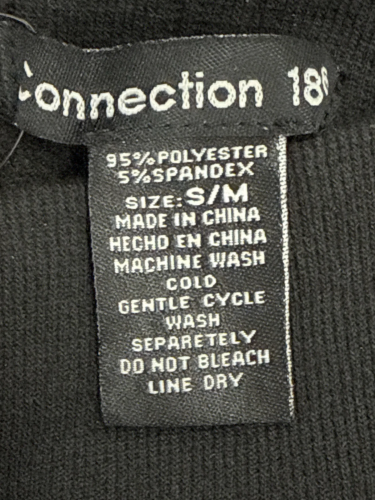 Connection 18
95% POLYESTER
5% SPANDEX
SIZE: S/M
MADE IN CHINA
HECHO EN CHINA
MACHINE WASH
COLD
GENTLE CYCLE
WASH
SEPARETELY
DO NOT BLEACH
LINE DRY